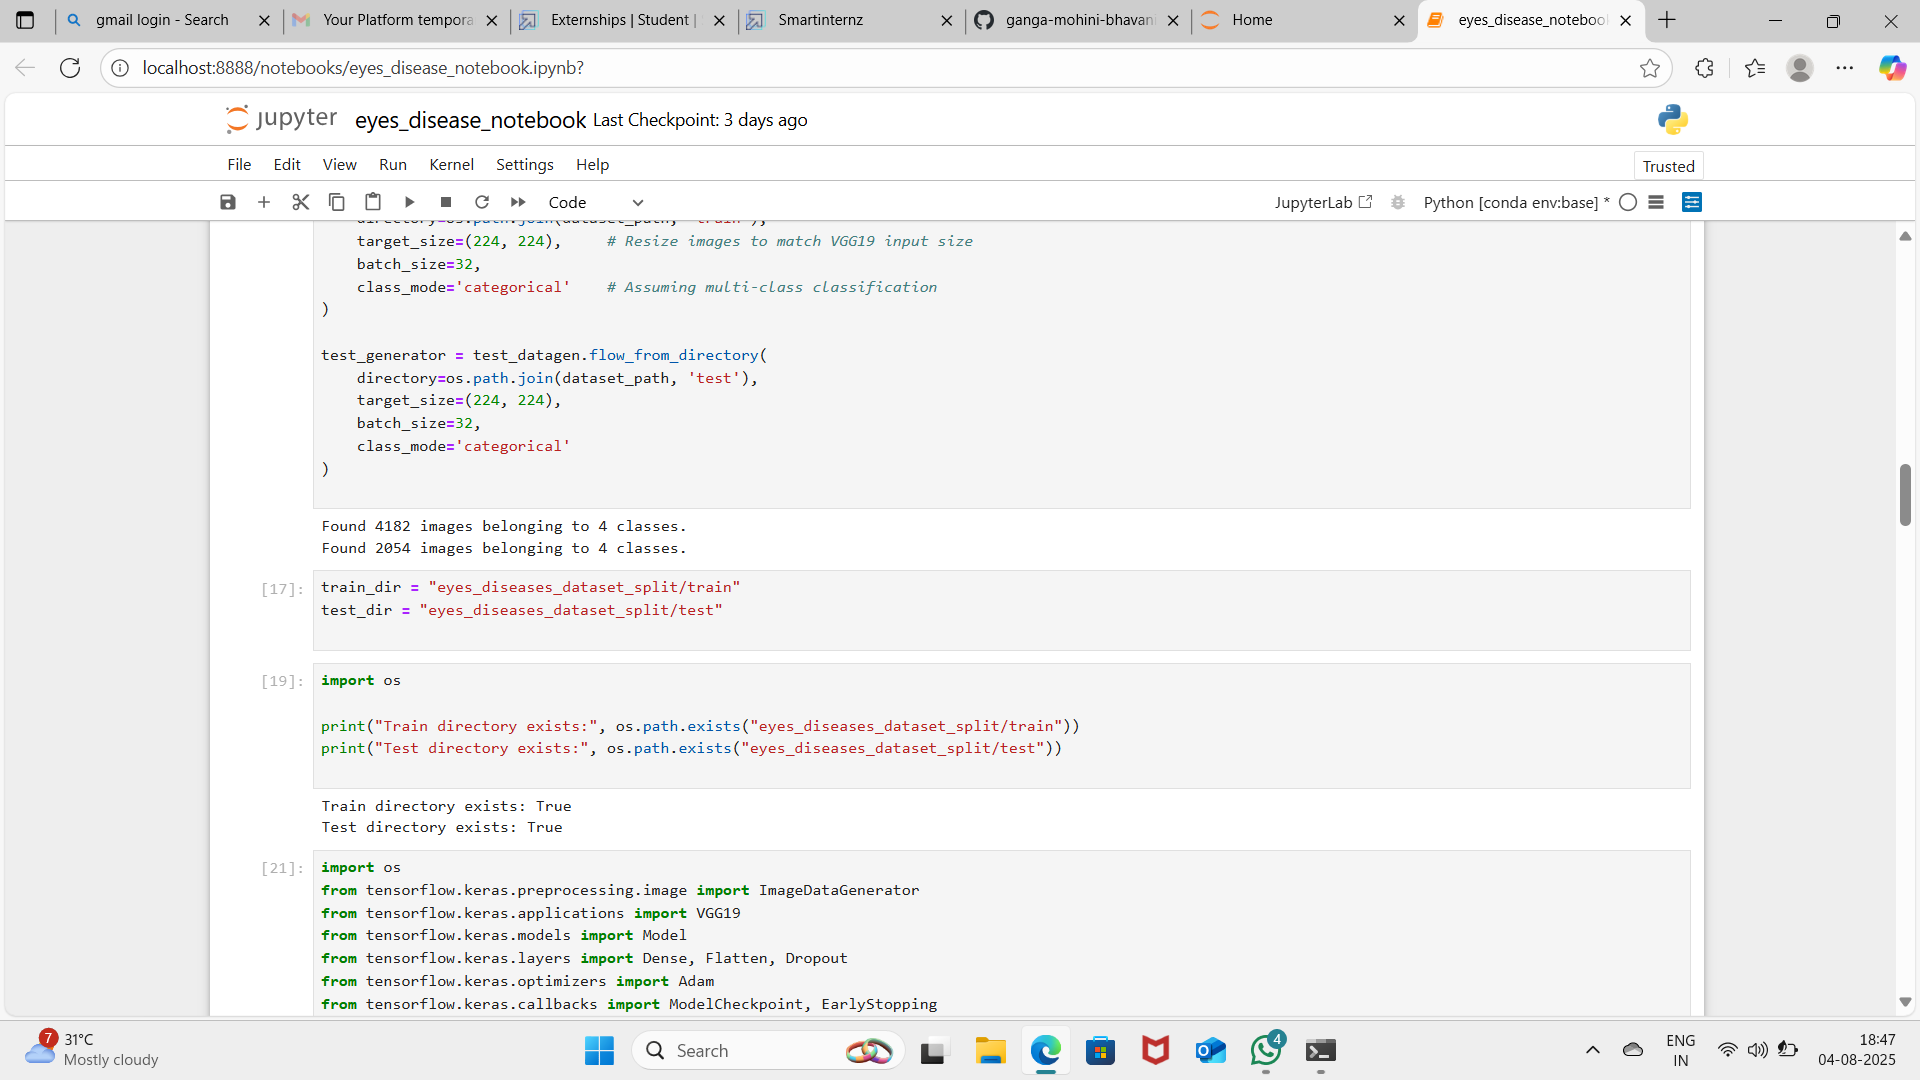 gmail login - Search
Your Platform tempora
Externships | Student |
Smartinternz
ganga-mohini-bhavani
Home
eyes_disease_notebook
localhost:8888/notebooks/eyes_disease_notebook.ipynb?
jupyter eyes_disease_notebook Last Checkpoint: 3 days ago
File Edit View Run Kernel Settings Help
Trusted
Code
JupyterLab
Python [conda env:base] *
directory=os.path.join(dataset_path, 'train'),
target_size=(224, 224), # Resize images to match VGG19 input size
batch_size=32,
class_mode='categorical' # Assuming multi-class classification
)
test_generator = test_datagen.flow_from_directory(
directory=os.path.join(dataset_path, 'test'),
target_size=(224, 224),
batch_size=32,
class_mode='categorical'
)
Found 4182 images belonging to 4 classes.
Found 2054 images belonging to 4 classes.
[17]: train_dir = "eyes_diseases_dataset_split/train"
test_dir = "eyes_diseases_dataset_split/test"
[19]: import os
print("Train directory exists:", os.path.exists("eyes_diseases_dataset_split/train"))
print("Test directory exists:", os.path.exists("eyes_diseases_dataset_split/test"))
Train directory exists: True
Test directory exists: True
[21]: import os
from tensorflow.keras.preprocessing.image import ImageDataGenerator
from tensorflow.keras.applications import VGG19
from tensorflow.keras.models import Model
from tensorflow.keras.layers import Dense, Flatten, Dropout
from tensorflow.keras.optimizers import Adam
from tensorflow.keras.callbacks import ModelCheckpoint, EarlyStopping
7
31°C
Mostly cloudy
Search
4
ENG
IN
18:47
04-08-2025